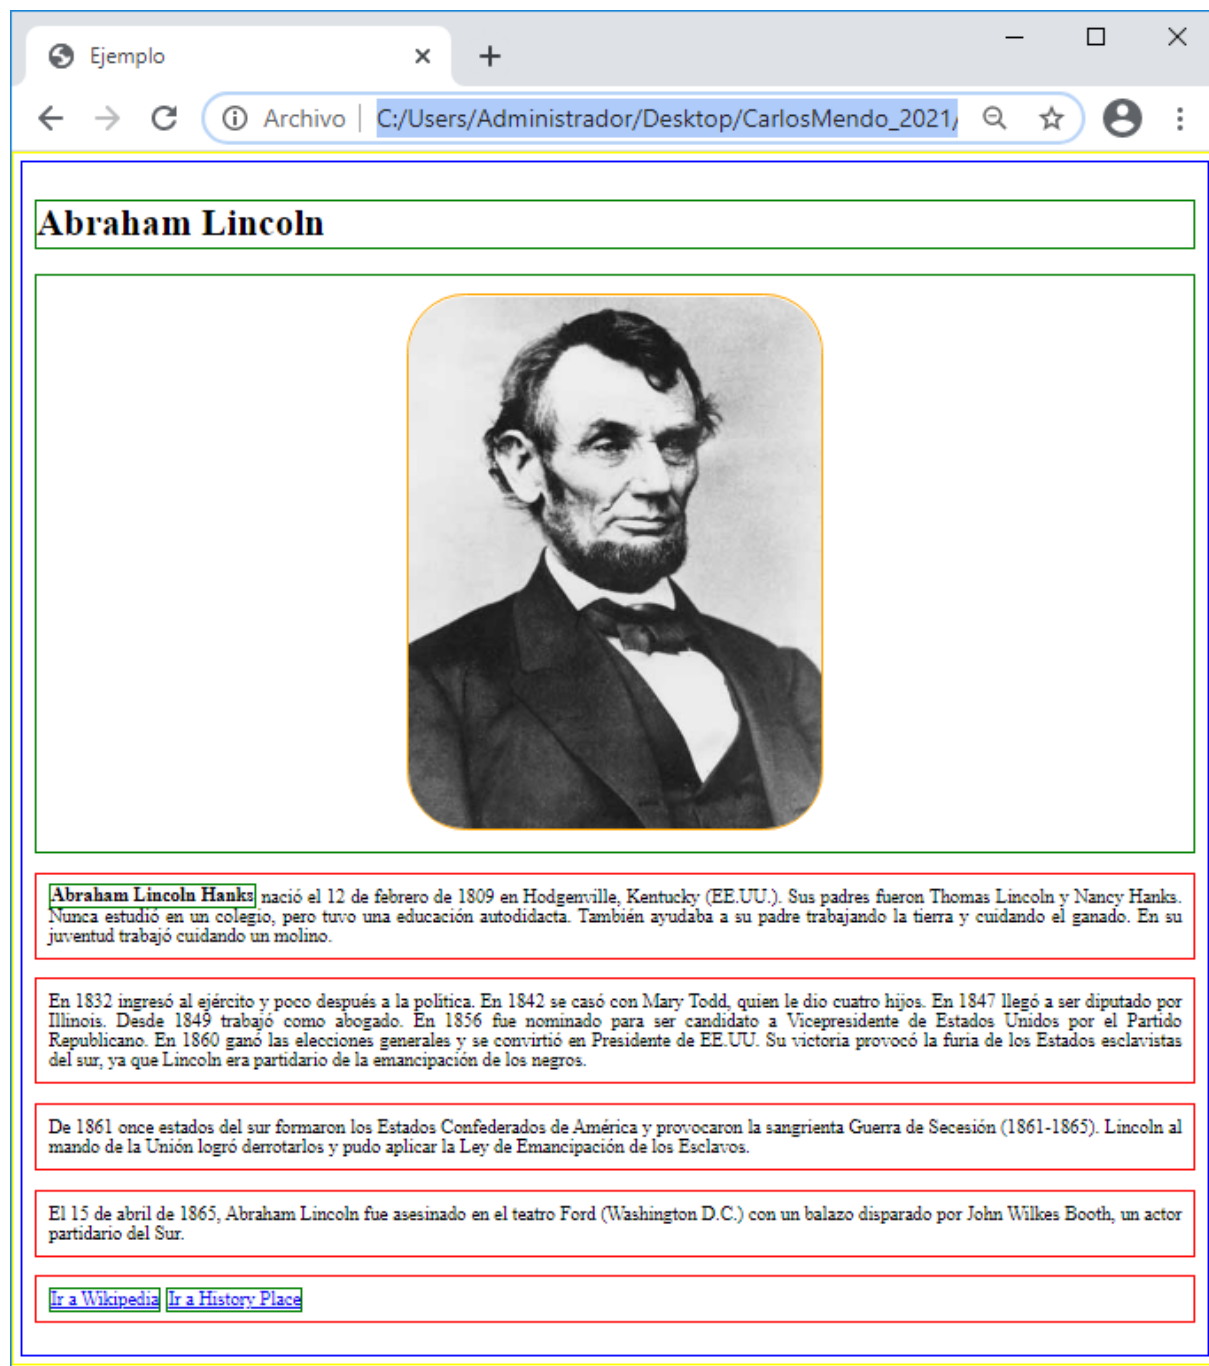 Ejemplo
Archivo
C:/Users/Administrador/Desktop/CarlosMendo_2021/
Abraham Lincoln
Abraham Lincoln Hanks nació el 12 de febrero de 1809 en Hodgenville, Kentucky (EE.UU.). Sus padres fueron Thomas Lincoln y Nancy Hanks.
Nunca estudió en un colegio, pero tuvo una educación autodidacta. También ayudaba a su padre trabajando la tierra y cuidando el ganado. En su
juventud trabajó cuidando un molino.
En 1832 ingresó al ejército y poco después a la política. En 1842 se casó con Mary Todd, quien le dio cuatro hijos. En 1847 llegó a ser diputado por
Illinois. Desde 1849 trabajó como abogado. En 1856 fue nominado para ser candidato a Vicepresidente de Estados Unidos por el Partido
Republicano. En 1860 ganó las elecciones generales y se convirtió en Presidente de EE.UU. Su victoria provocó la furia de los Estados esclavistas
del sur, ya que Lincoln era partidario de la emancipación de los negros.
De 1861 once estados del sur formaron los Estados Confederados de América y provocaron la sangrienta Guerra de Secesión (1861-1865). Lincoln al
mando de la Unión logró derrotarlos y pudo aplicar la Ley de Emancipación de los Esclavos.
El 15 de abril de 1865, Abraham Lincoln fue asesinado en el teatro Ford (Washington D.C.) con un balazo disparado por John Wilkes Booth, un actor
partidario del Sur.
Ir a Wikipedia Ir a History Place